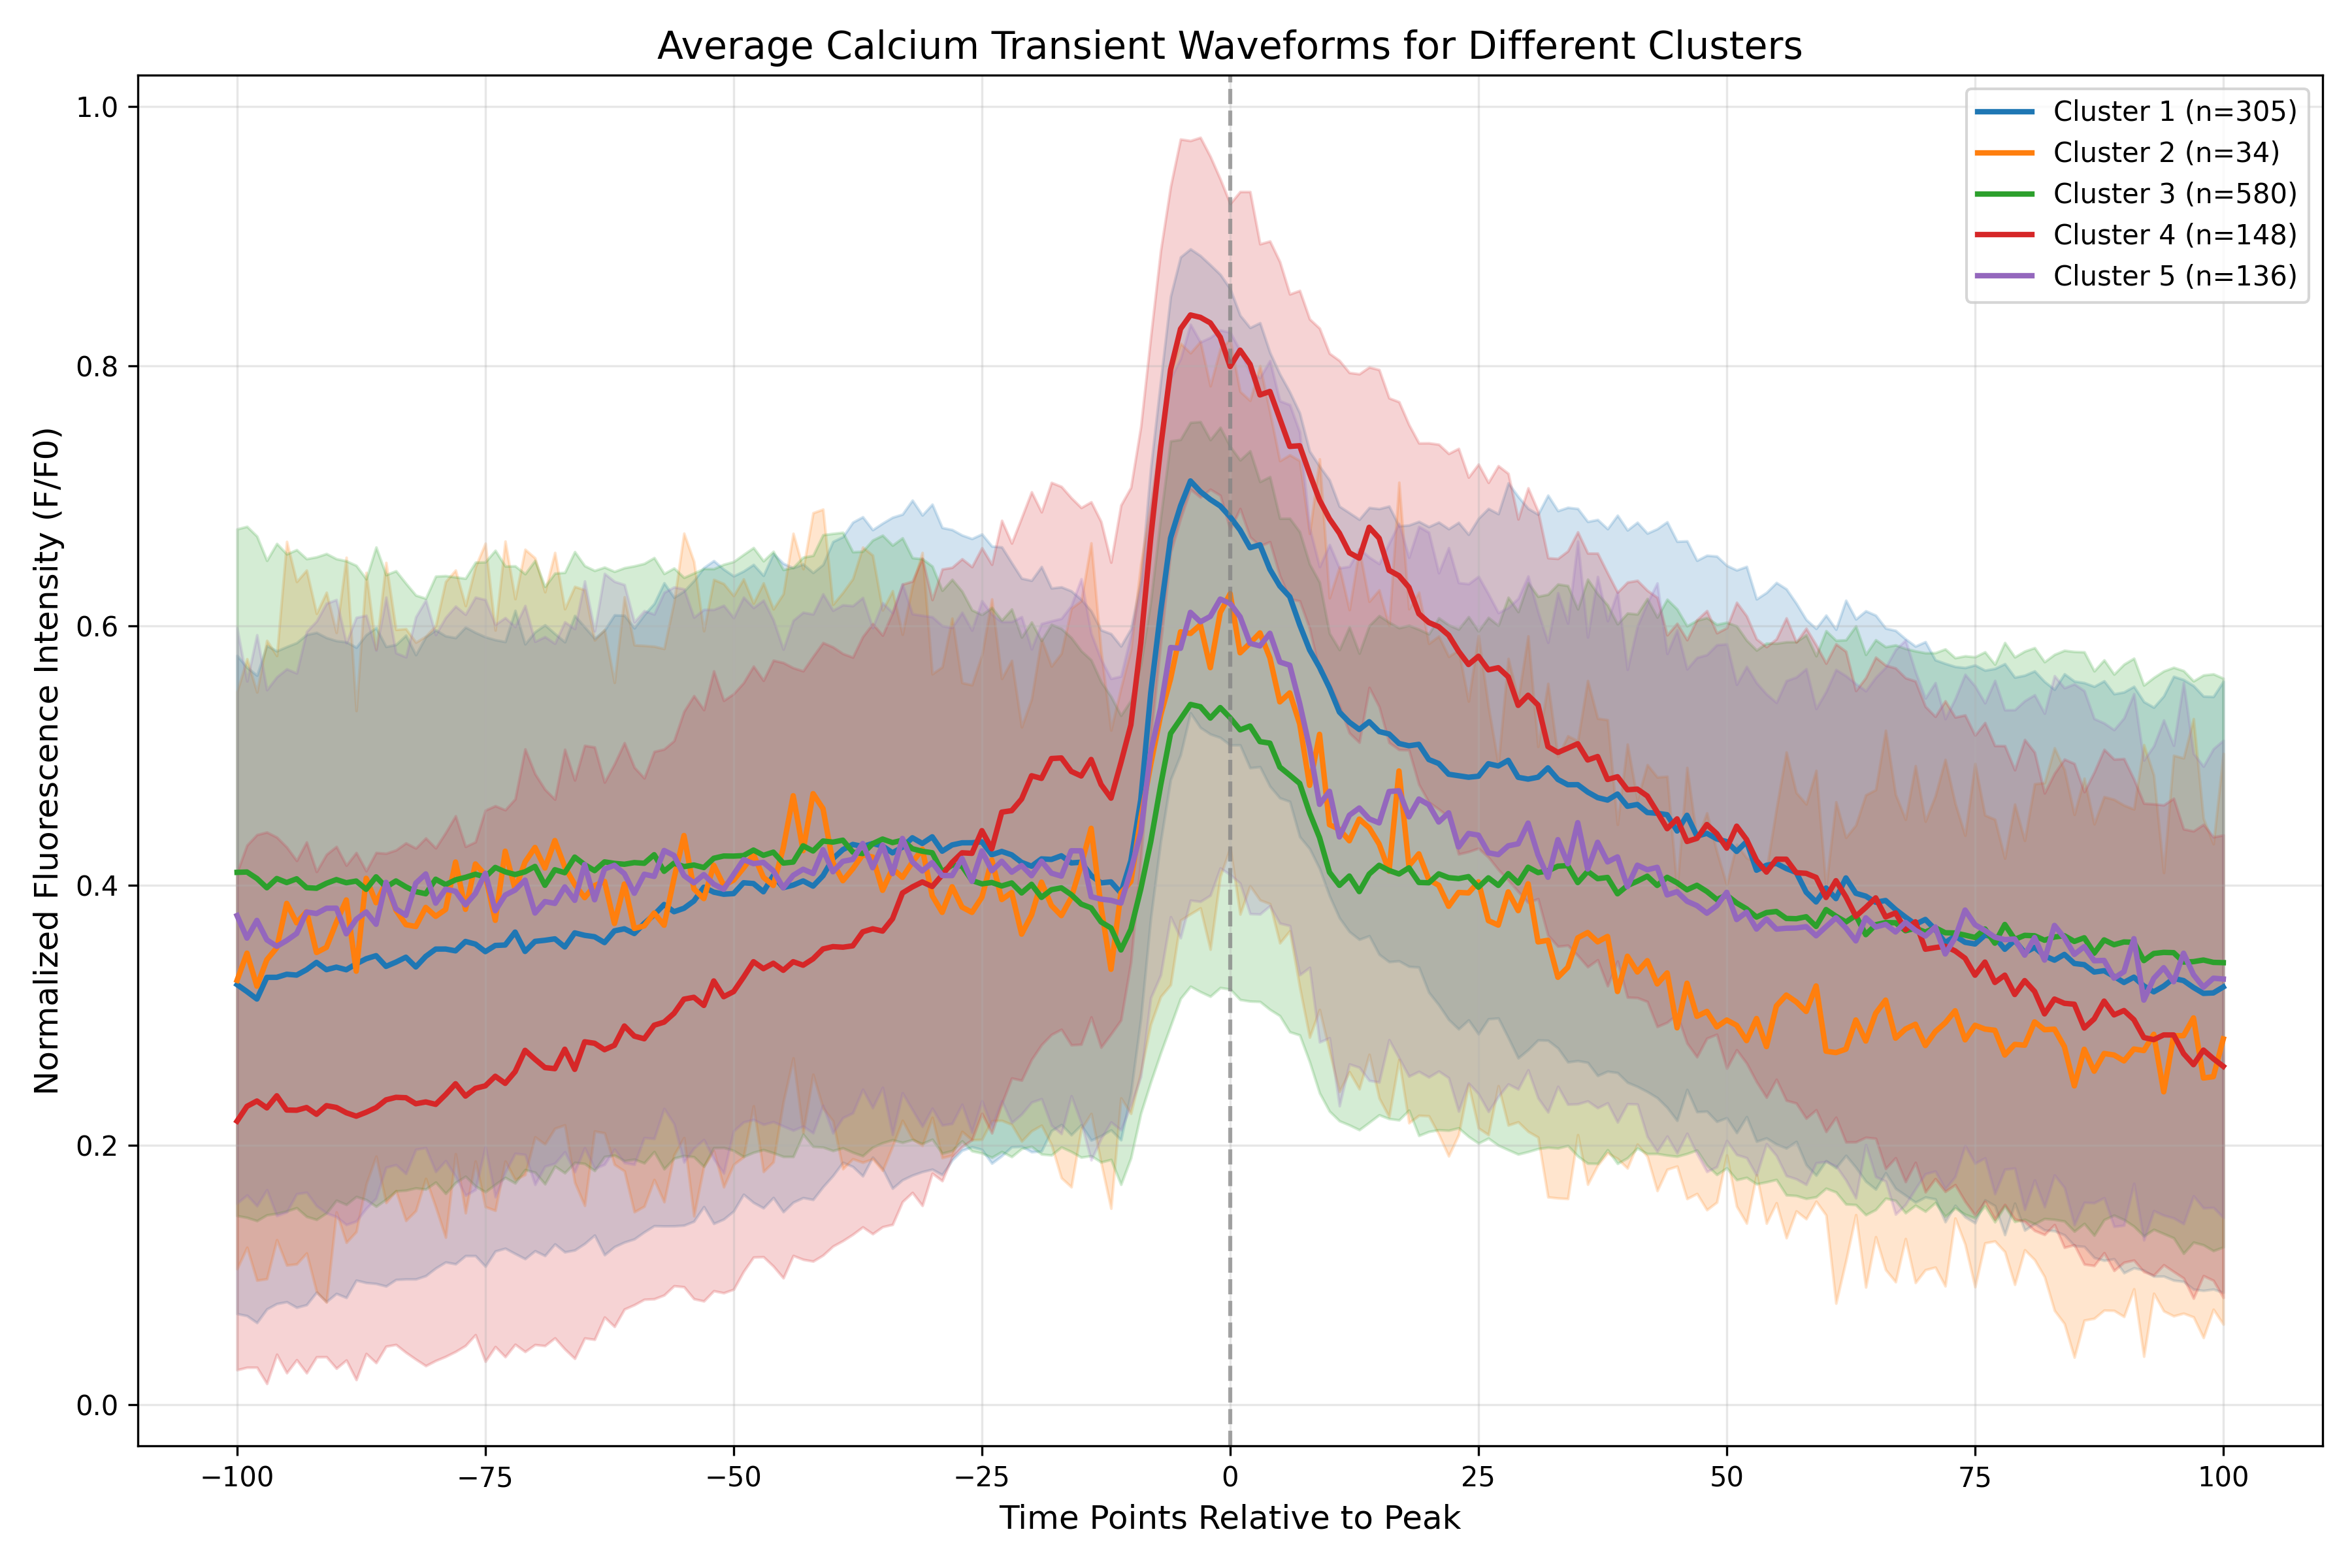 Average Calcium Transient Waveforms for Different Clusters
Normalized Fluorescence Intensity (F/F0)
1.0
0.8
0.6
0.4
0.2
0.0
Cluster 1 (n=305)
Cluster 2 (n=34)
Cluster 3 (n=580)
Cluster 4 (n=148)
Cluster 5 (n=136)
−100 −75 −50 −25 0 25 50 75 100
Time Points Relative to Peak